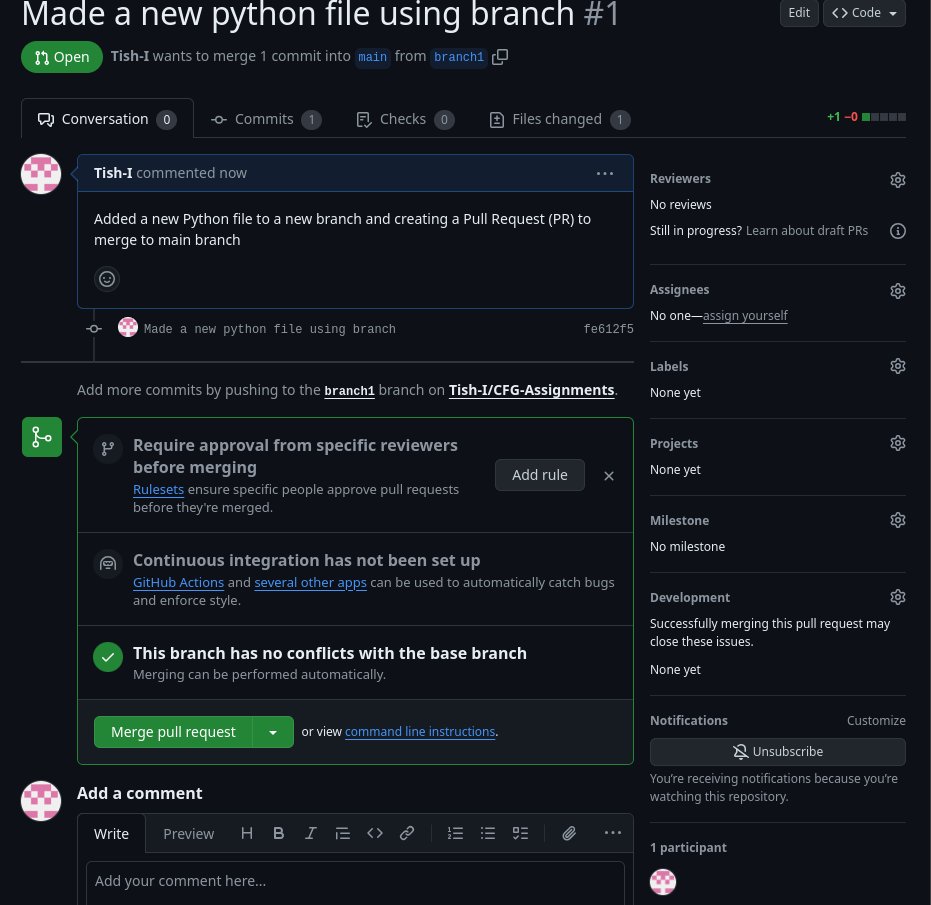 Made a new python file using branch #1
Edit
<> Code
Open
Tish-I wants to merge 1 commit into main from branch1
Conversation 0
Commits 1
Checks 0
Files changed 1
+1 −0
Tish-I commented now
Added a new Python file to a new branch and creating a Pull Request (PR) to
merge to main branch
Made a new python file using branch fe612f5
Add more commits by pushing to the branch1 branch on Tish-I/CFG-Assignments.
Require approval from specific reviewers
before merging
Rulesets ensure specific people approve pull requests
before they're merged.
Add rule
Continuous integration has not been set up
GitHub Actions and several other apps can be used to automatically catch bugs
and enforce style.
This branch has no conflicts with the base branch
Merging can be performed automatically.
Merge pull request
or view command line instructions.
Add a comment
Write
Preview
H B I
Add your comment here...
Reviewers
No reviews
Still in progress? Learn about draft PRs
Assignees
No one—assign yourself
Labels
None yet
Projects
None yet
Milestone
No milestone
Development
Successfully merging this pull request may
close these issues.
None yet
Notifications
Customize
Unsubscribe
You're receiving notifications because you're
watching this repository.
1 participant